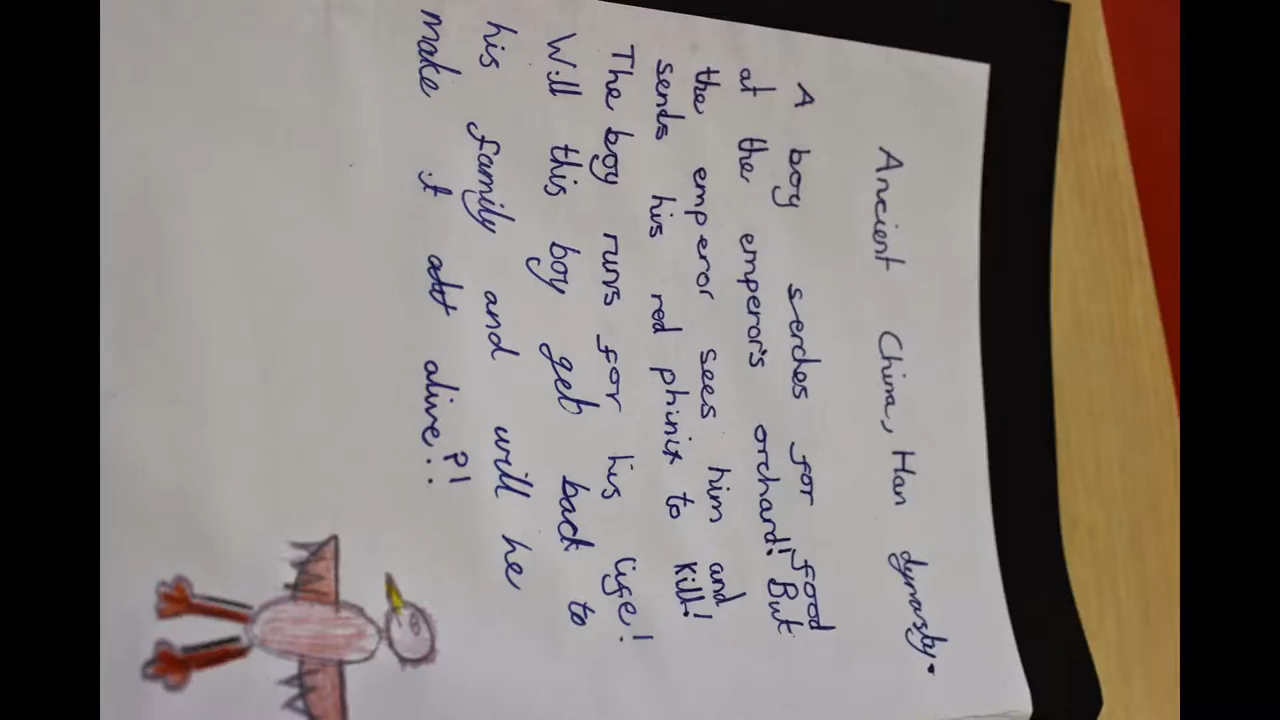 Ancient China, Han dynasty.
A boy serches for food
at the emperor's orchard! But
the emperor sees him and
sends his red phinix to kill!
The boy runs for his life!
Will this boy get back to
his family and will he
make it alive?!